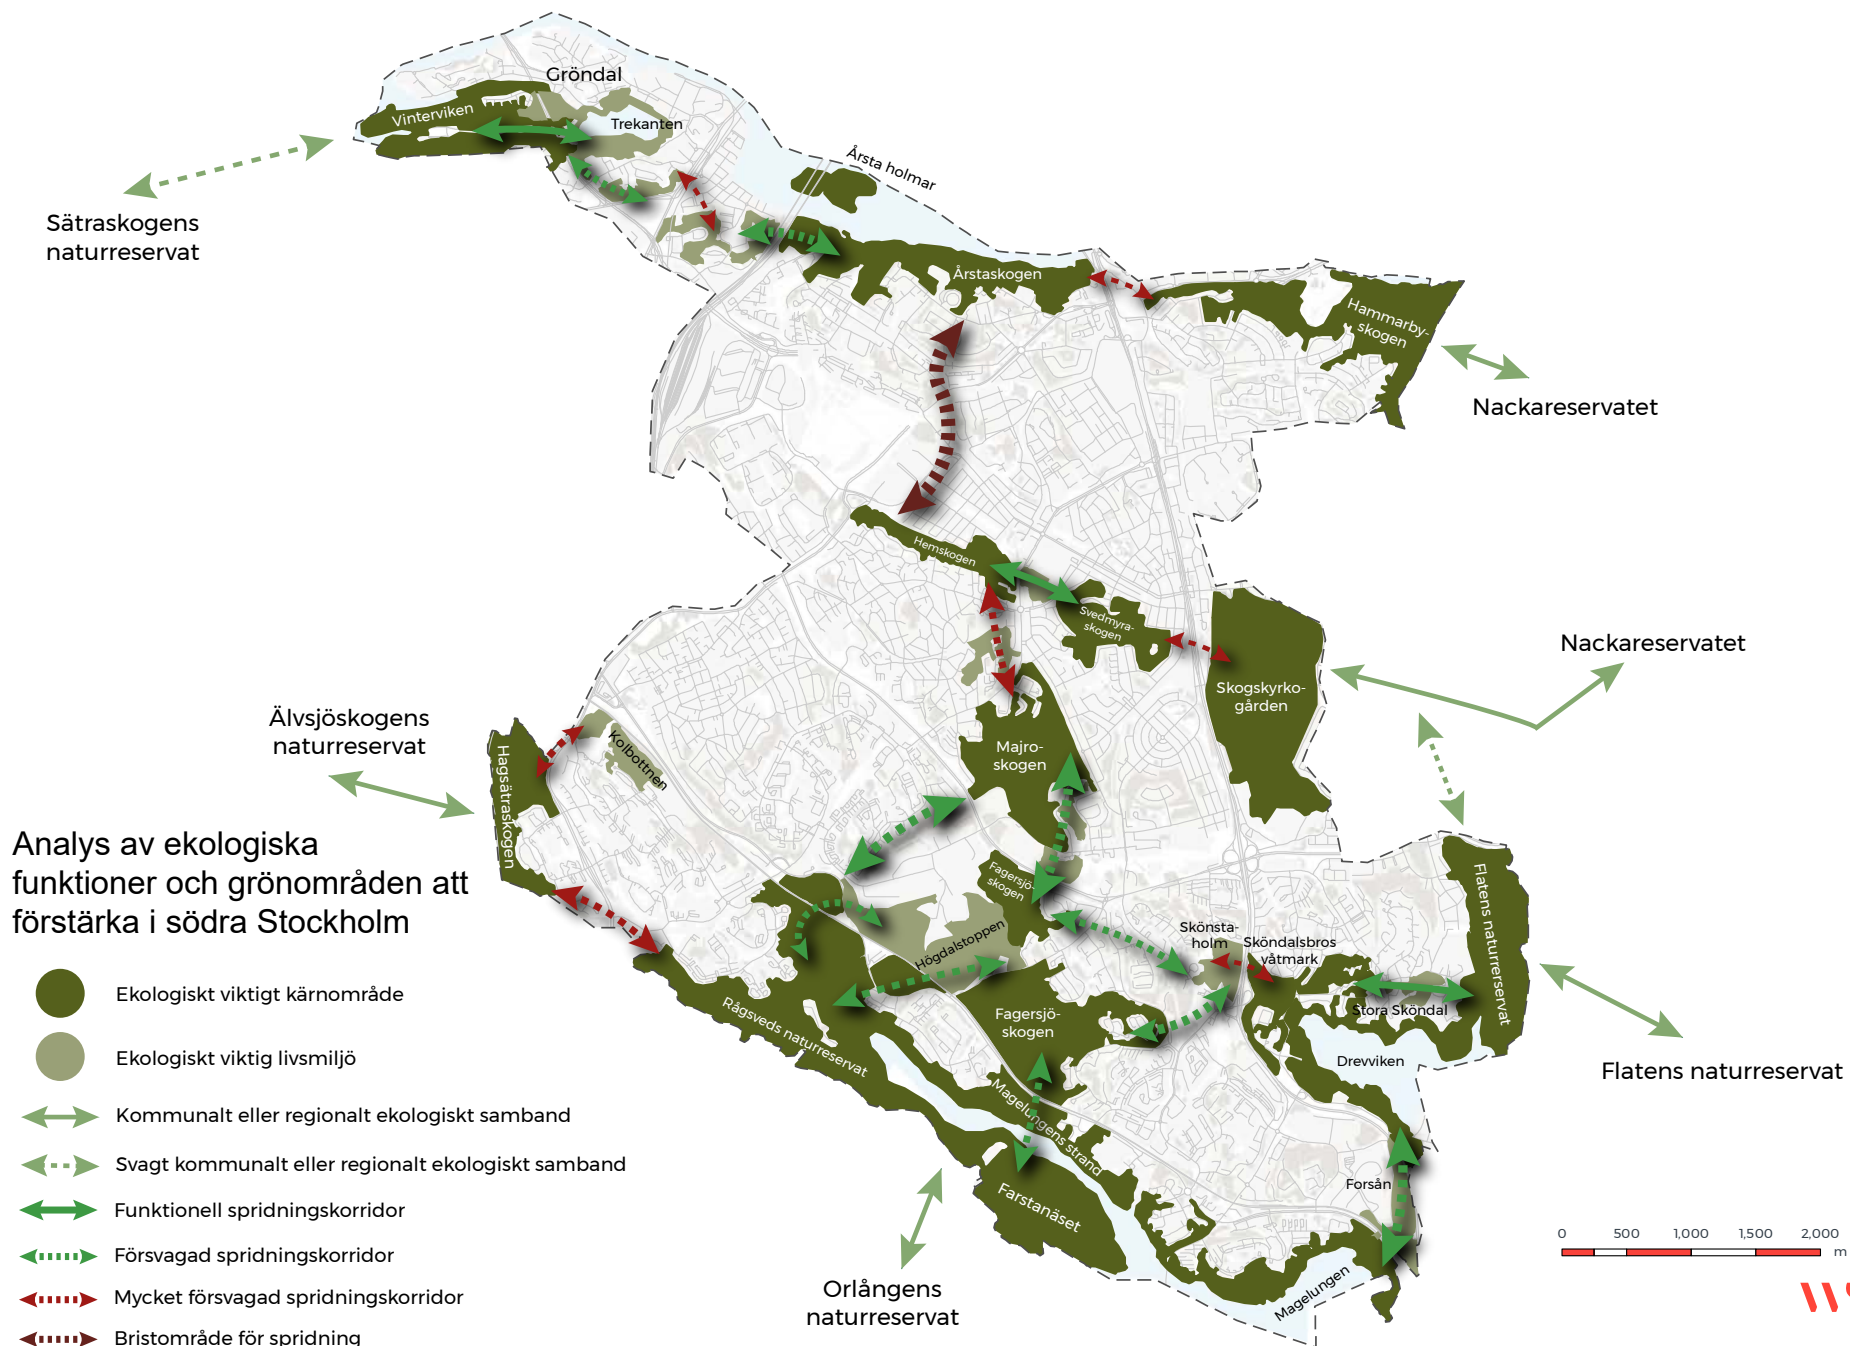 Gröndal
Vinterviken
Trekanten
Årsta holmar
Sätraskogens
naturreservat
Årstaskogen
Hammarby-
skogen
Nackareservatet
Hemskogen
Svedmyra-
skogen
Skogskyrko-
gården
Nackareservatet
Älvsjöskogens
naturreservat
Kolbottnen
Hagsätraskogen
Majro-
skogen
Analys av ekologiska
funktioner och grönområden att
förstärka i södra Stockholm
Fagersjö-
skogen
Högdalstoppen
Skönsta-
holm
Sköndalsbros
våtmark
Flatens naturrerservat
Stora Sköndal
Rågsveds naturreservat
Fagersjö-
skogen
Drevviken
Flatens naturreservat
Magelungens strand
Farstanäset
Forsån
Magelungen
Orlångens
naturreservat
Ekologiskt viktigt kärnområde
Ekologiskt viktig livsmiljö
Kommunalt eller regionalt ekologiskt samband
Svagt kommunalt eller regionalt ekologiskt samband
Funktionell spridningskorridor
Försvagad spridningskorridor
Mycket försvagad spridningskorridor
Bristområde för spridning
0 500 1,000 1,500 2,000
m